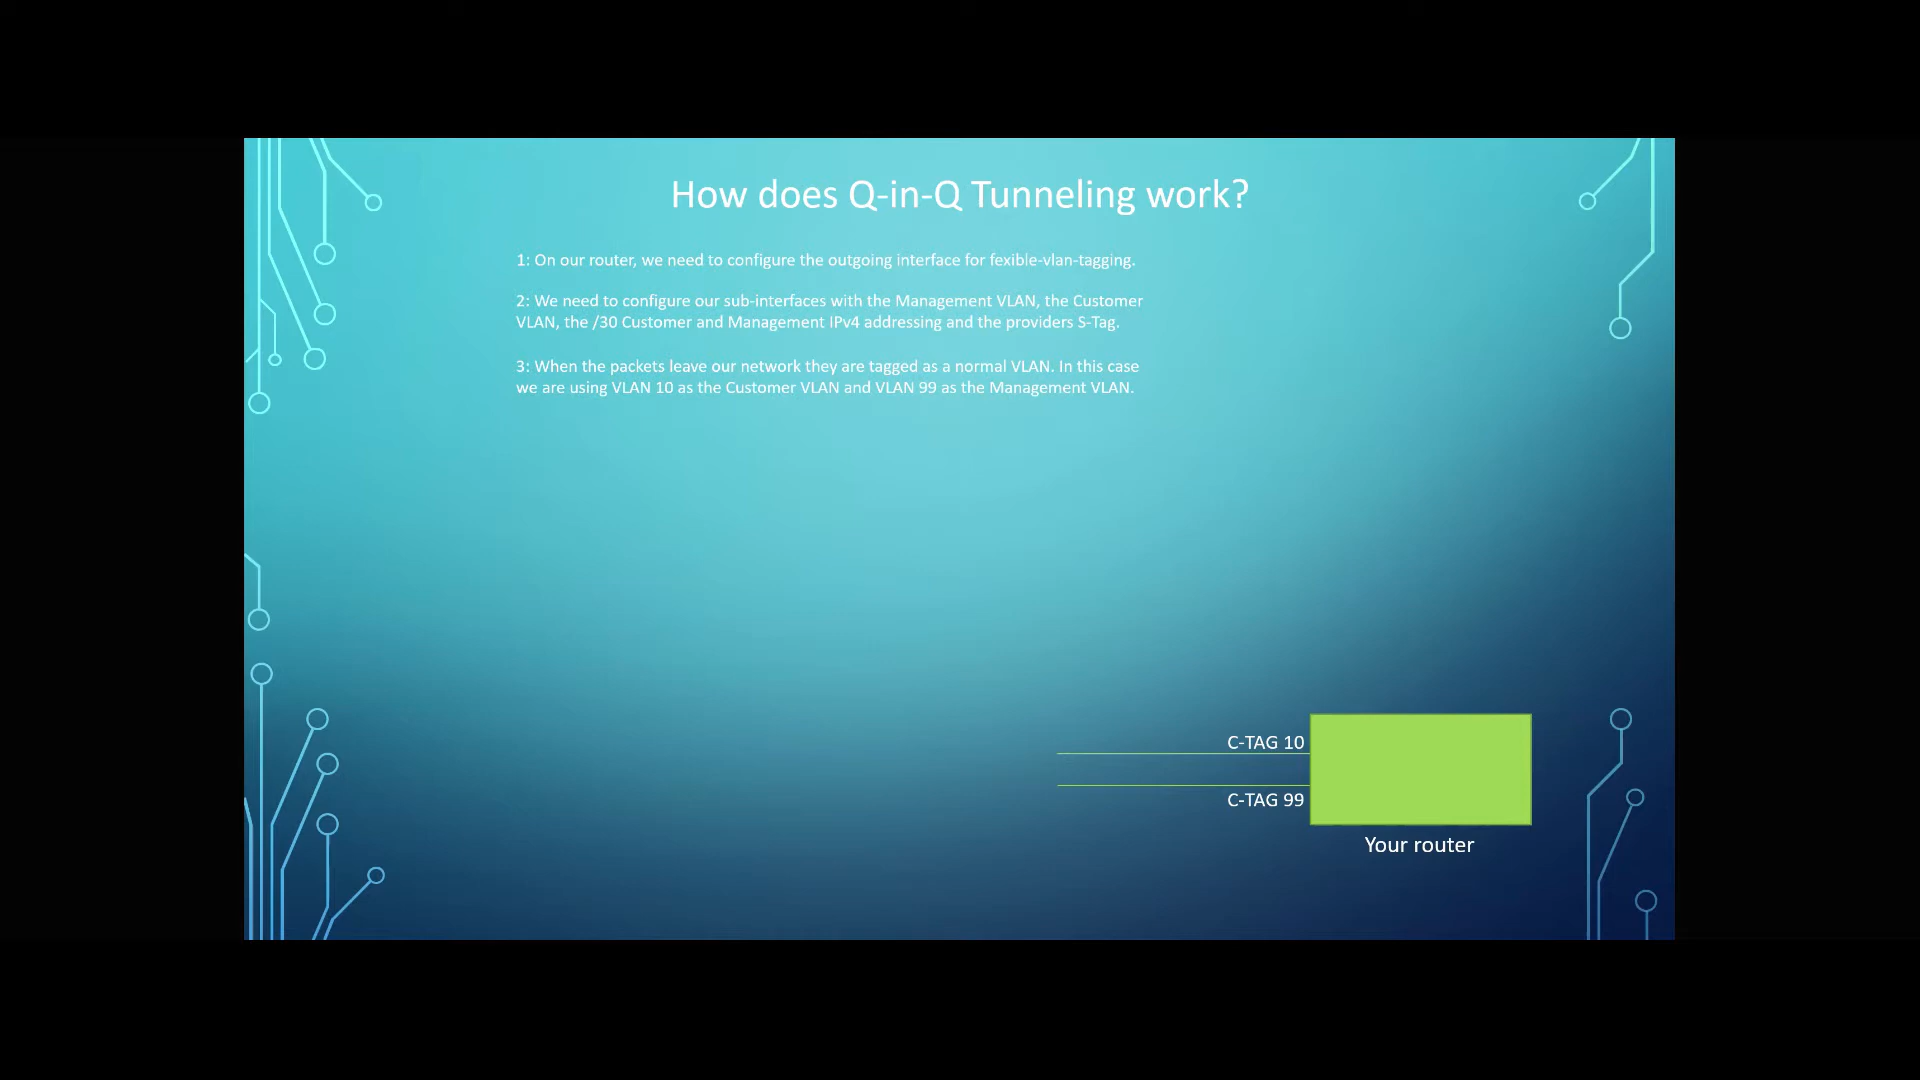 How does Q-in-Q Tunneling work?
1: On our router, we need to configure the outgoing interface for fexible-vlan-tagging.
2: We need to configure our sub-interfaces with the Management VLAN, the Customer
VLAN, the /30 Customer and Management IPv4 addressing and the providers S-Tag.
3: When the packets leave our network they are tagged as a normal VLAN. In this case
we are using VLAN 10 as the Customer VLAN and VLAN 99 as the Management VLAN.
C-TAG 10
C-TAG 99
Your router